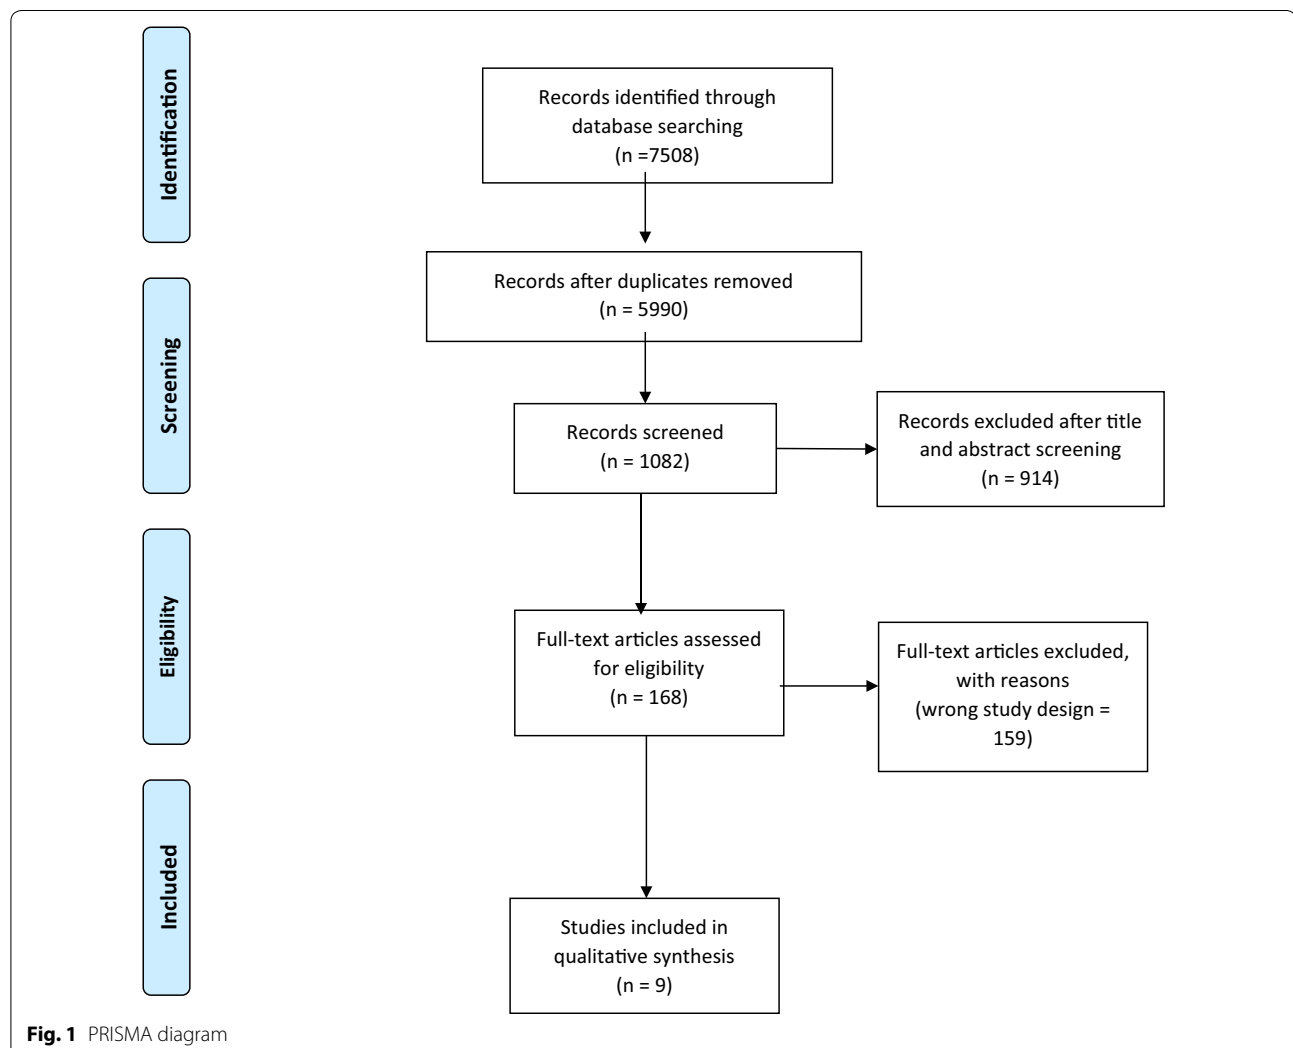 Identification
Records identified through
database searching
(n =7508)
Screening
Records after duplicates removed
(n = 5990)
Records screened
(n = 1082)
Records excluded after title
and abstract screening
(n = 914)
Eligibility
Full-text articles assessed
for eligibility
(n = 168)
Full-text articles excluded,
with reasons
(wrong study design =
159)
Included
Studies included in
qualitative synthesis
(n = 9)
Fig. 1 PRISMA diagram